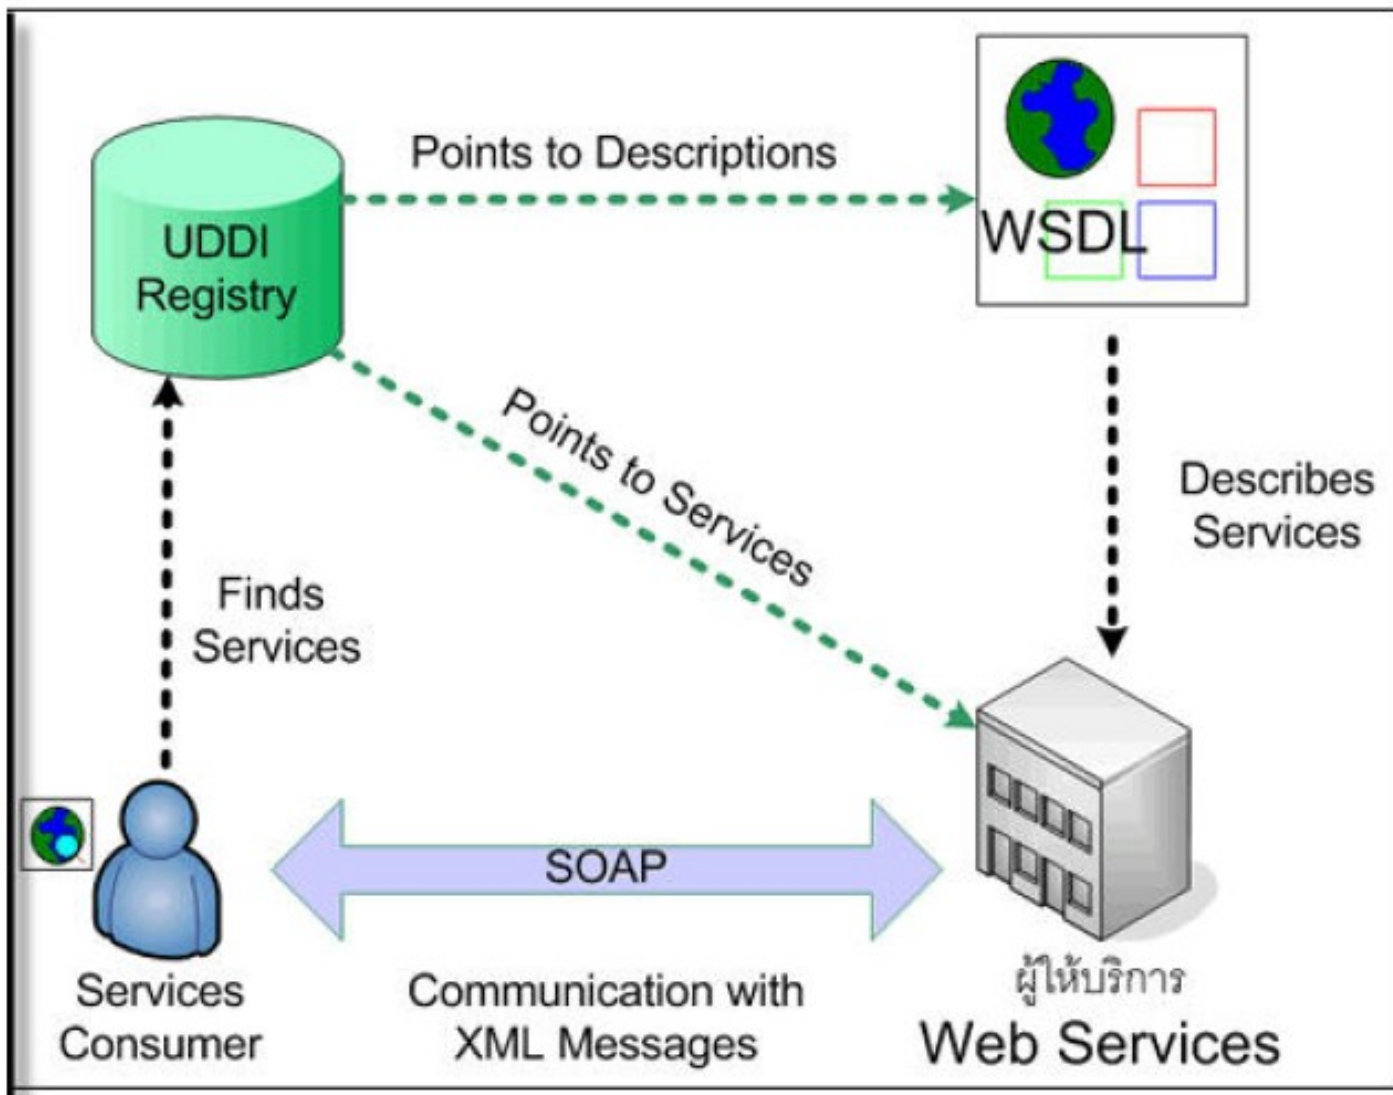 Points to Descriptions
UDDI
Registry
WSDL
Points to Services
Describes
Services
Finds
Services
SOAP
Services
Consumer
Communication with
XML Messages
ผู้ให้บริการ
Web Services